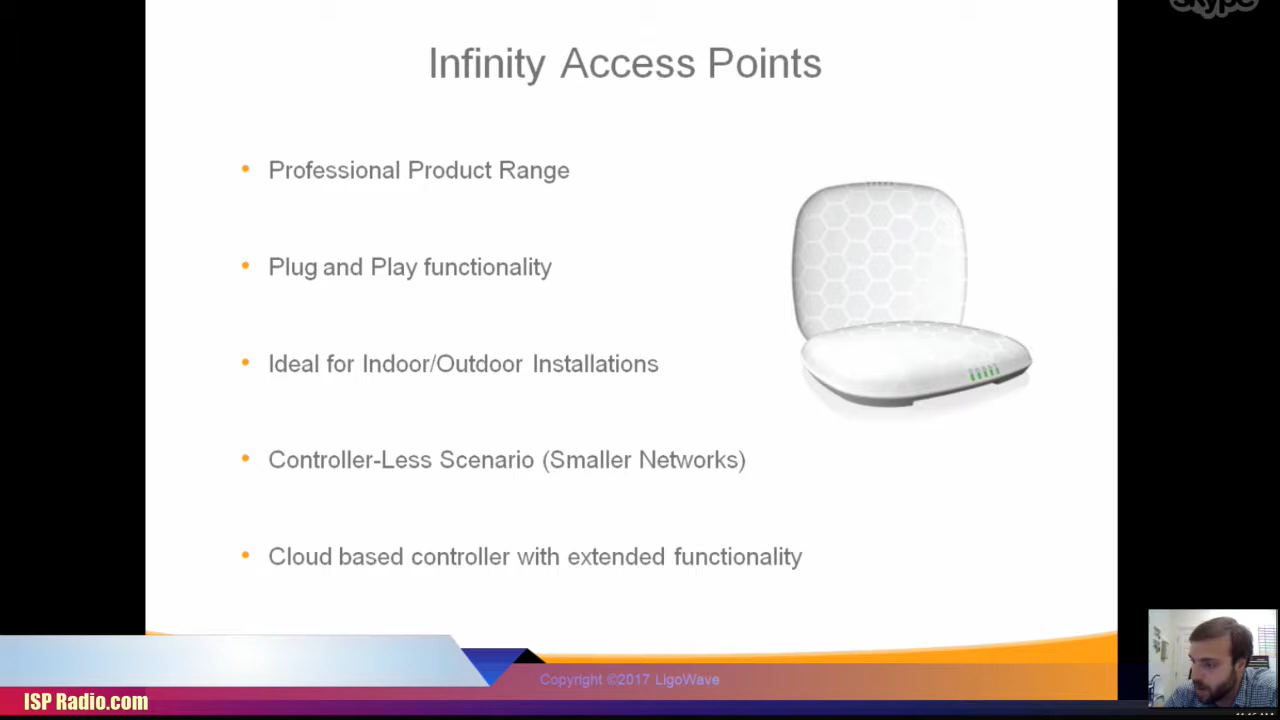 skype
Infinity Access Points
• Professional Product Range
• Plug and Play functionality
• Ideal for Indoor/Outdoor Installations
• Controller-Less Scenario (Smaller Networks)
• Cloud based controller with extended functionality
Copyright ©2017 LigoWave
ISP Radio.com